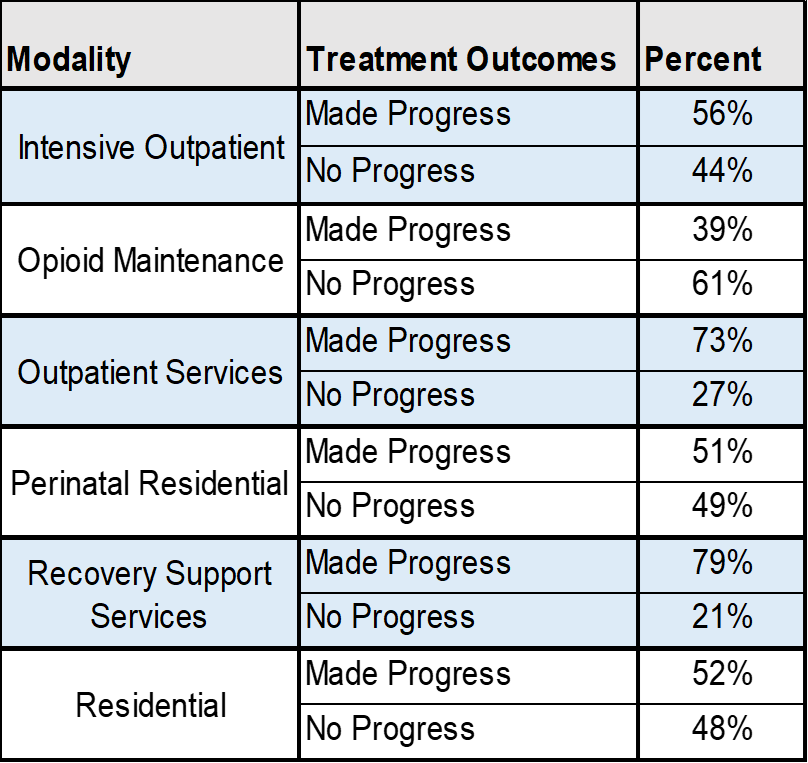 Modality Treatment Outcomes Percent
Intensive Outpatient
Made Progress 56%
No Progress 44%
Opioid Maintenance
Made Progress 39%
No Progress 61%
Outpatient Services
Made Progress 73%
No Progress 27%
Perinatal Residential
Made Progress 51%
No Progress 49%
Recovery Support
Services
Made Progress 79%
No Progress 21%
Residential
Made Progress 52%
No Progress 48%